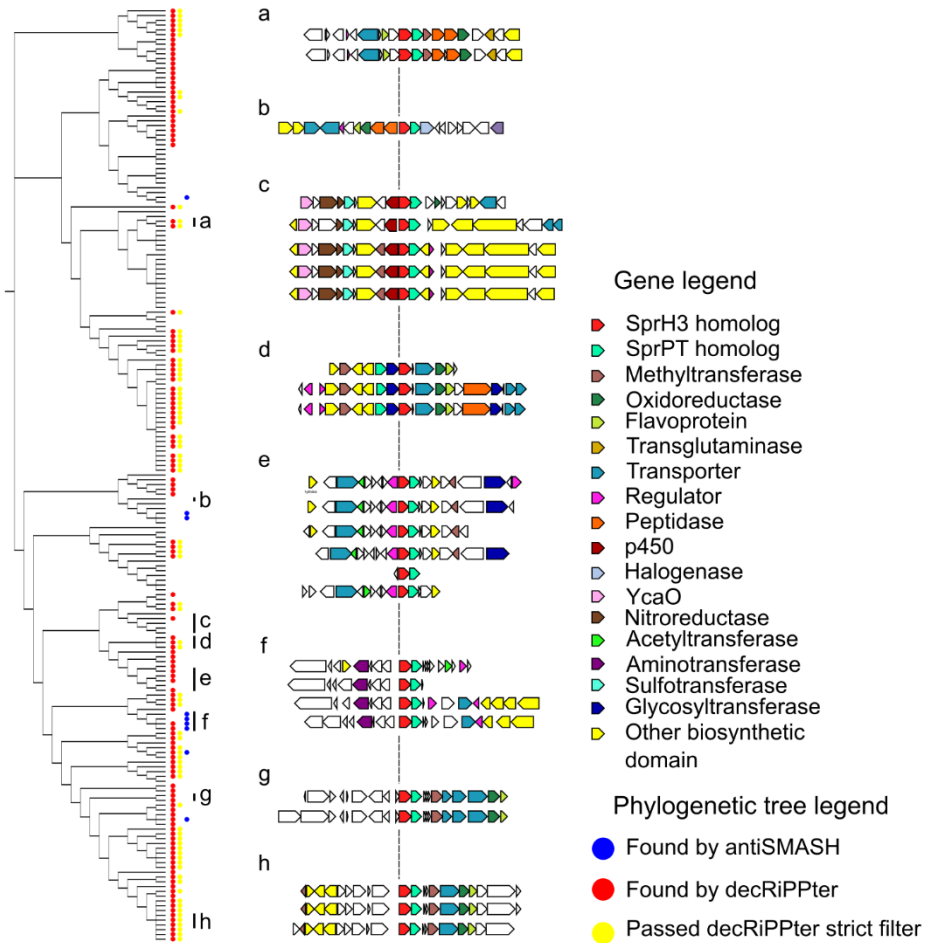 a
b
c
d
e
f
g
h
a
b
c
d
e
f
g
h
Gene legend
SprH3 homolog
SprPT homolog
Methyltransferase
Oxidoreductase
Flavoprotein
Transglutaminase
Transporter
Regulator
Peptidase
p450
Halogenase
YcaO
Nitroreductase
Acetyltransferase
Aminotransferase
Sulfotransferase
Glycosyltransferase
Other biosynthetic
domain
Phylogenetic tree legend
Found by antiSMASH
Found by decRiPPter
Passed decRiPPter strict filter